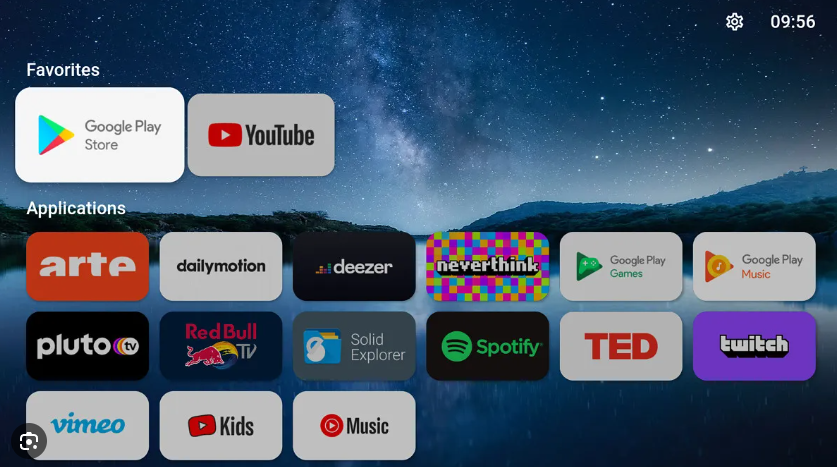 09:56
Favorites
Google Play
Store
YouTube
Applications
arte
dailymotion
deezer
neverthink
Google Play
Games
Google Play
Music
pluto tv
Red Bull
TV
Solid
Explorer
Spotify
TED
twitch
vimeo
Kids
Music